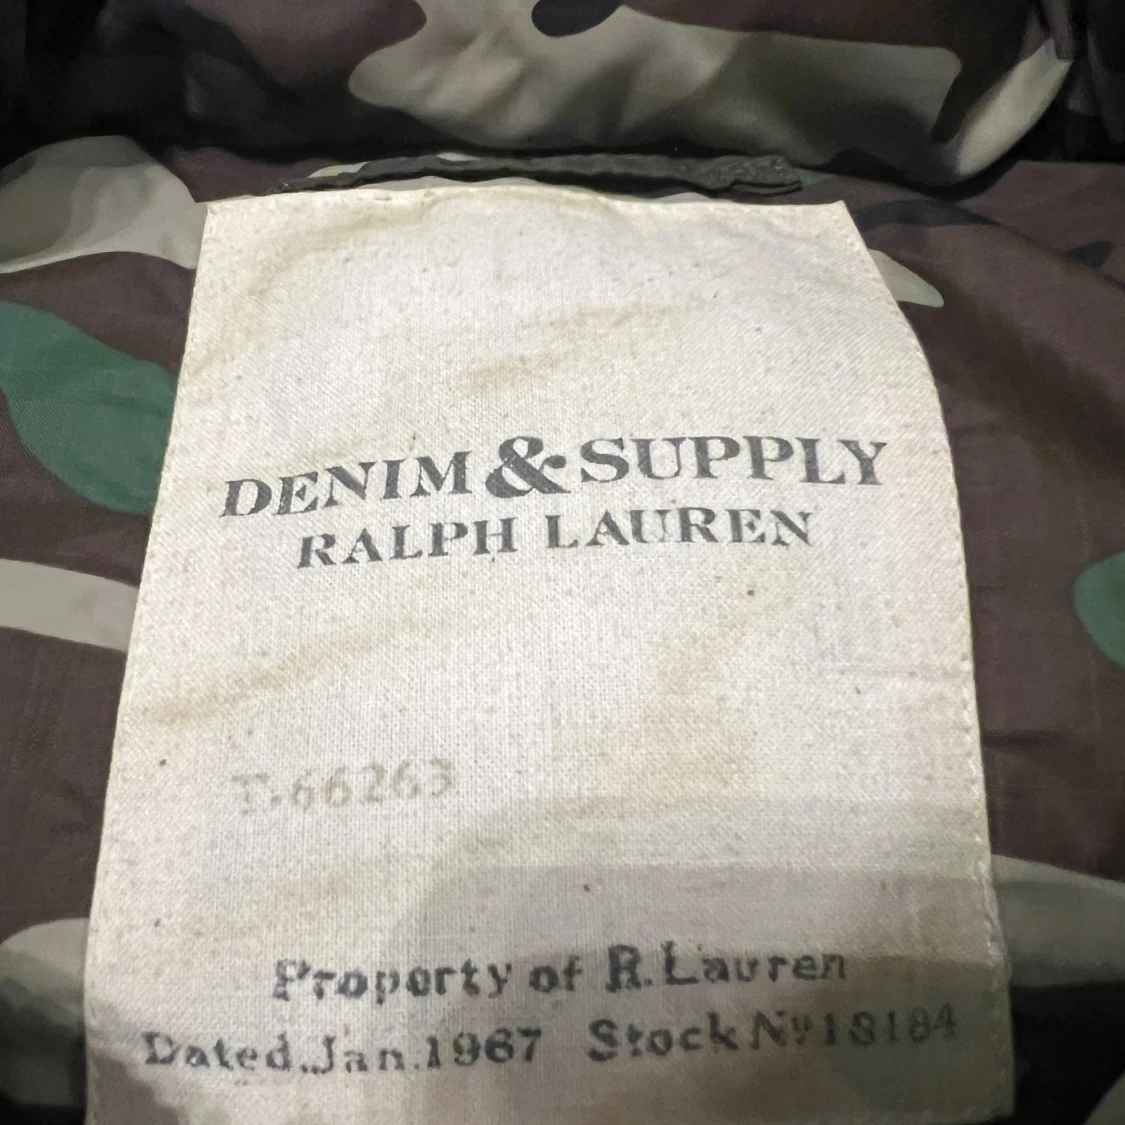 DENIM & SUPPLY
RALPH LAUREN
T-66263
Property of R.Lauren
Dated.Jan.1967 Stock Nº18184